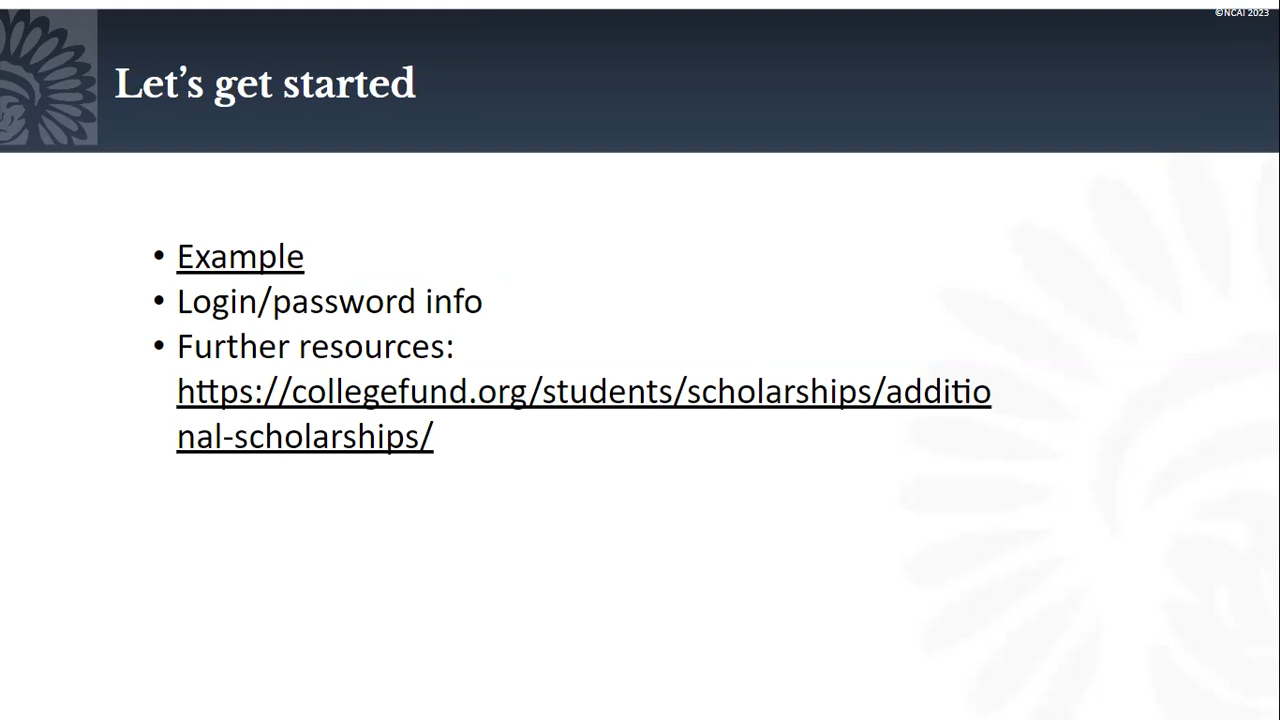 ©NCAI 2023
Let’s get started
• Example
• Login/password info
• Further resources:
https://collegefund.org/students/scholarships/additio
nal-scholarships/